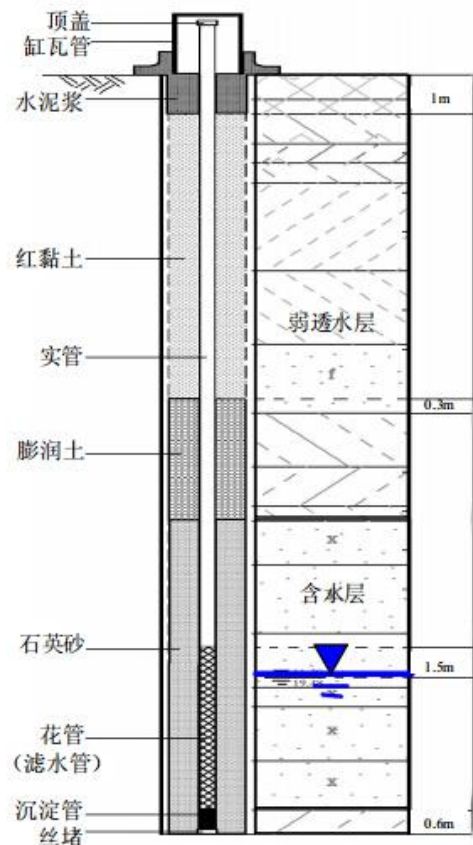 顶盖
缸瓦管
水泥浆
1m
红黏土
弱透水层
实管
f
0.3m
膨润土
x
含水层
石英砂
1.5m
x
花管
（滤水管）
x
沉淀管
丝堵
0.6m